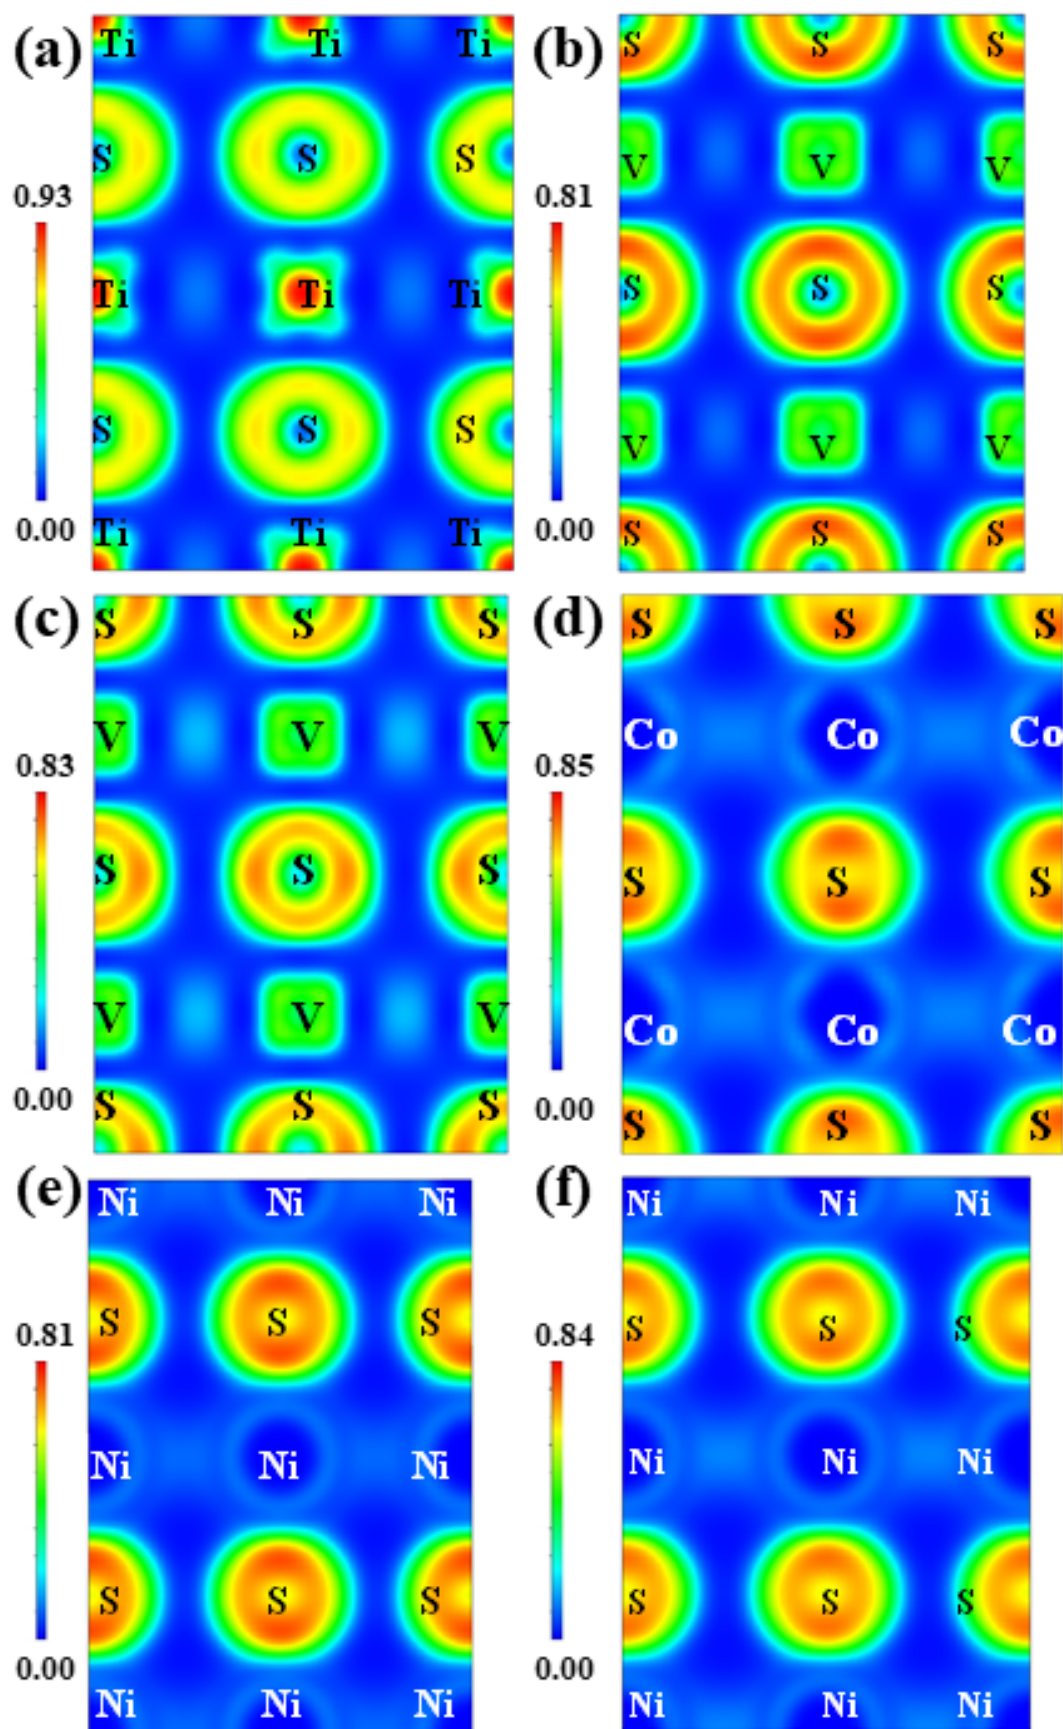 (a)
Ti Ti Ti
S S S
0.93
Ti Ti Ti
S S S
0.00
Ti Ti Ti
(b)
S S S
V V V
0.81
S S S
V V V
0.00
S S S
(c)
S S S
V V V
0.83
S S S
V V V
0.00
S S S
(d)
S S S
Co Co Co
0.85
S S S
Co Co Co
0.00
S S S
(e)
Ni Ni Ni
S S S
0.81
Ni Ni Ni
S S S
0.00
Ni Ni Ni
(f)
Ni Ni Ni
S S S
0.84
Ni Ni Ni
S S S
0.00
Ni Ni Ni